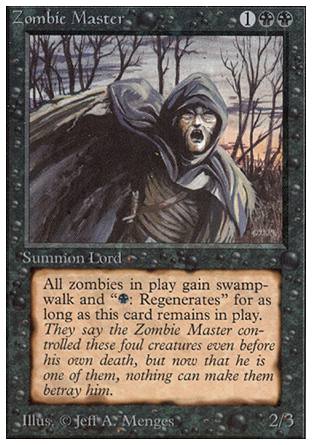 Zombie Master 1
Summon Lord
All zombies in play gain swamp-
walk and “ : Regenerates” for as
long as this card remains in play.
They say the Zombie Master con-
trolled these foul creatures even before
his own death, but now that he is
one of them, nothing can make them
betray him.
Illus. © Jeff A. Menges 2/3